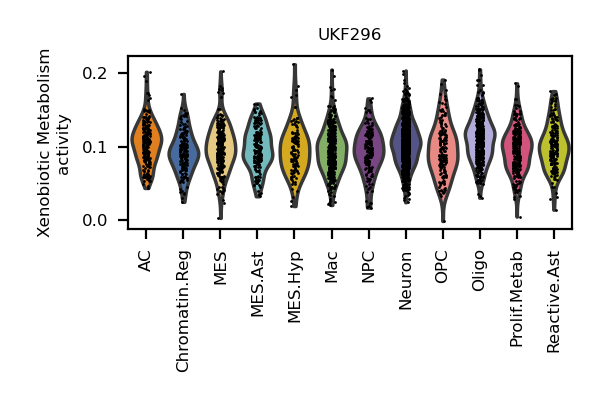 UKF296
Xenobiotic Metabolism
activity
0.2
0.1
0.0
AC
Chromatin.Reg
MES
MES.Ast
MES.Hyp
Mac
NPC
Neuron
OPC
Oligo
Prolif.Metab
Reactive.Ast